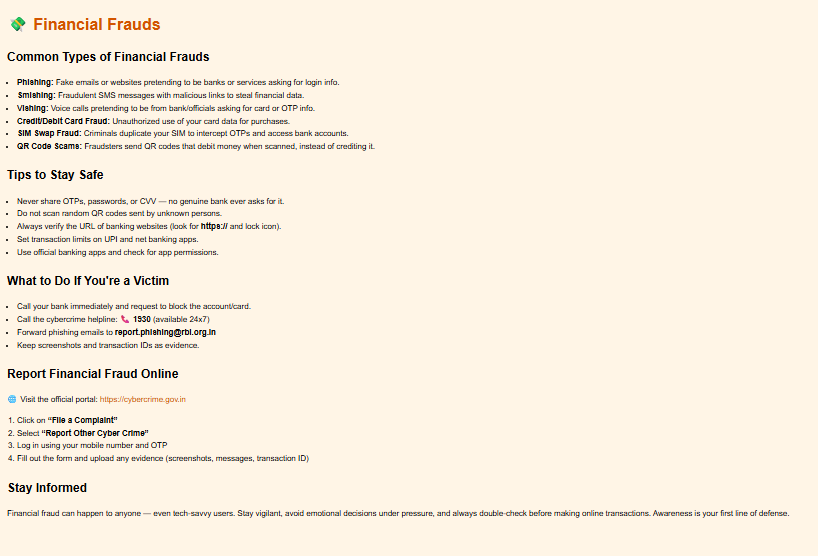 💸 Financial Frauds
Common Types of Financial Frauds
• Phishing: Fake emails or websites pretending to be banks or services asking for login info.
• Smishing: Fraudulent SMS messages with malicious links to steal financial data.
• Vishing: Voice calls pretending to be from bank/officials asking for card or OTP info.
• Credit/Debit Card Fraud: Unauthorized use of your card data for purchases.
• SIM Swap Fraud: Criminals duplicate your SIM to intercept OTPs and access bank accounts.
• QR Code Scams: Fraudsters send QR codes that debit money when scanned, instead of crediting it.
Tips to Stay Safe
• Never share OTPs, passwords, or CVV — no genuine bank ever asks for it.
• Do not scan random QR codes sent by unknown persons.
• Always verify the URL of banking websites (look for https:// and lock icon).
• Set transaction limits on UPI and net banking apps.
• Use official banking apps and check for app permissions.
What to Do If You're a Victim
• Call your bank immediately and request to block the account/card.
• Call the cybercrime helpline: 📞 1930 (available 24x7)
• Forward phishing emails to report.phishing@rbi.org.in
• Keep screenshots and transaction IDs as evidence.
Report Financial Fraud Online
🌐 Visit the official portal: https://cybercrime.gov.in
1. Click on “File a Complaint”
2. Select “Report Other Cyber Crime”
3. Log in using your mobile number and OTP
4. Fill out the form and upload any evidence (screenshots, messages, transaction ID)
Stay Informed
Financial fraud can happen to anyone — even tech-savvy users. Stay vigilant, avoid emotional decisions under pressure, and always double-check before making online transactions. Awareness is your first line of defense.